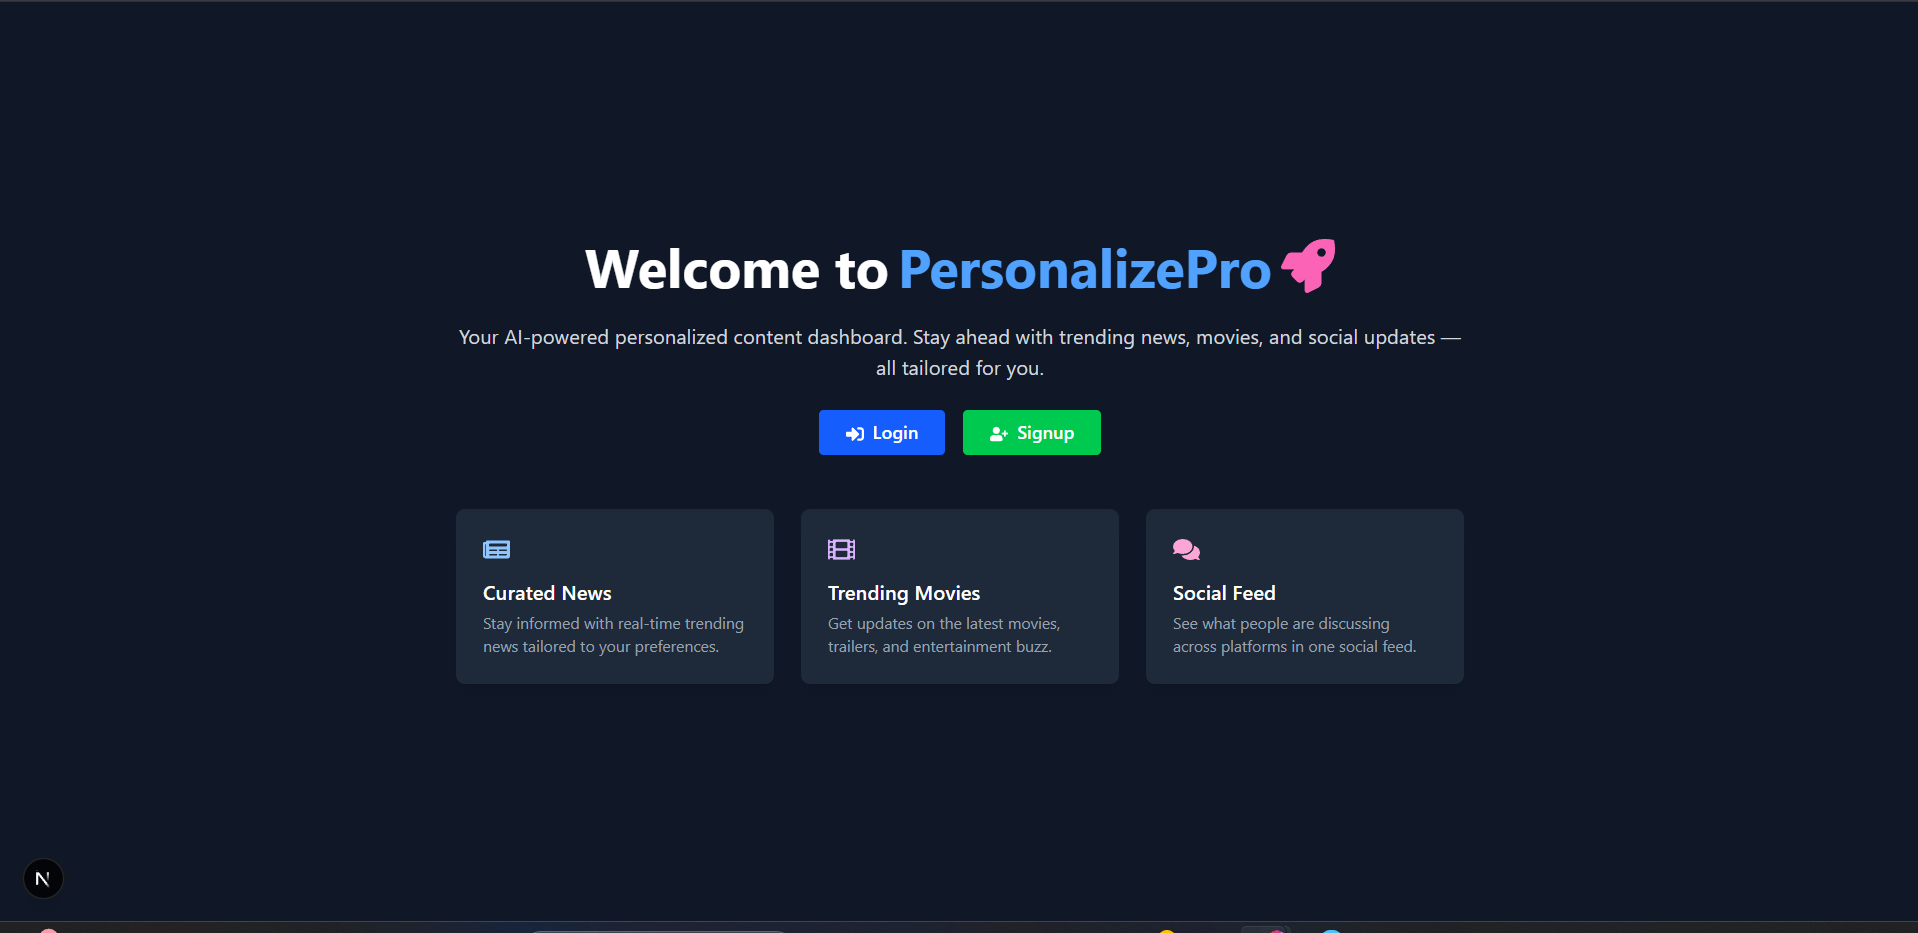 Welcome to PersonalizePro
Your AI-powered personalized content dashboard. Stay ahead with trending news, movies, and social updates —
all tailored for you.
Login
Signup
Curated News
Stay informed with real-time trending
news tailored to your preferences.
Trending Movies
Get updates on the latest movies,
trailers, and entertainment buzz.
Social Feed
See what people are discussing
across platforms in one social feed.
N